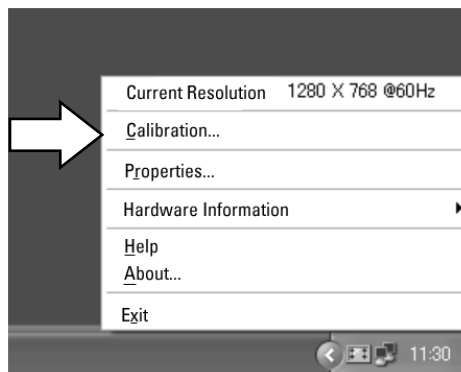 Current Resolution 1280 X 768 @60Hz
Calibration...
Properties...
Hardware Information
Help
About...
Exit
11:30